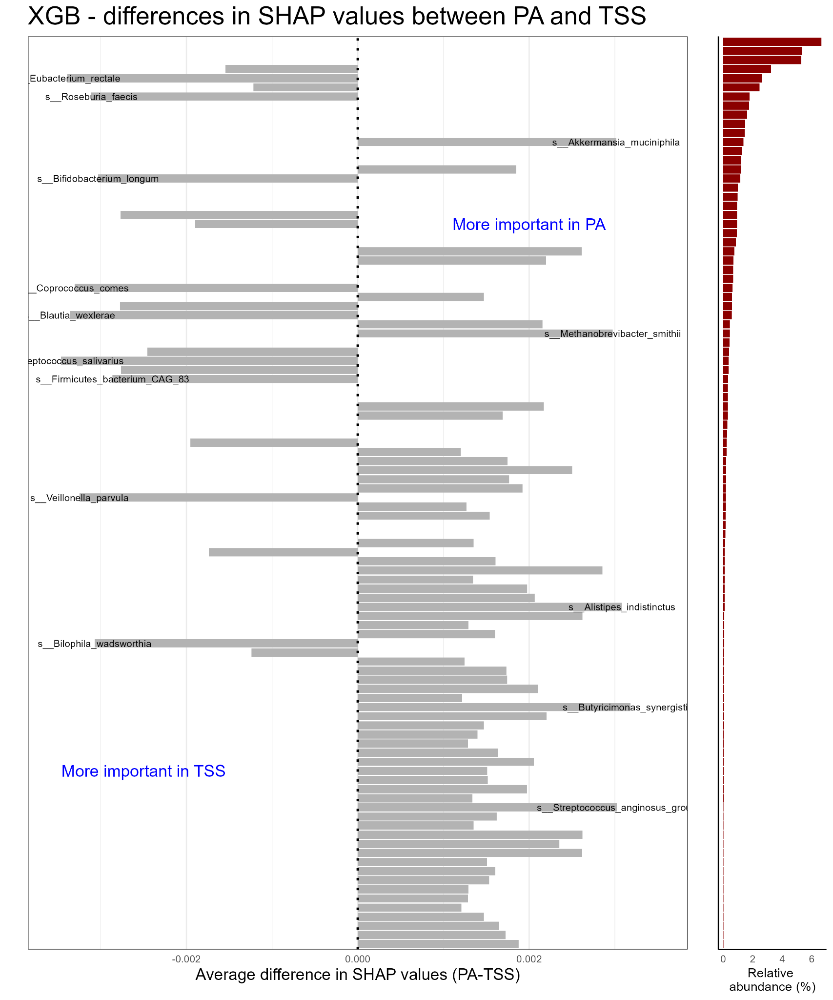 XGB - differences in SHAP values between PA and TSS
_Eubacterium_rectale
s__Roseburia_faecis
s__Akkermansia_muciniphila
s__Bifidobacterium_longum
More important in PA
__Coprococcus_comes
__Blautia_wexlerae
s__Methanobrevibacter_smithii
eptococcus_salivarius
s__Firmicutes_bacterium_CAG_83
s__Veillonella_parvula
s__Alistipes_indistinctus
s__Bilophila_wadsworthia
s__Butyricimonas_synergisti
More important in TSS
s__Streptococcus_anginosus_grou
-0.002 0.000 0.002
Average difference in SHAP values (PA-TSS)
0 2 4 6
Relative
abundance (%)